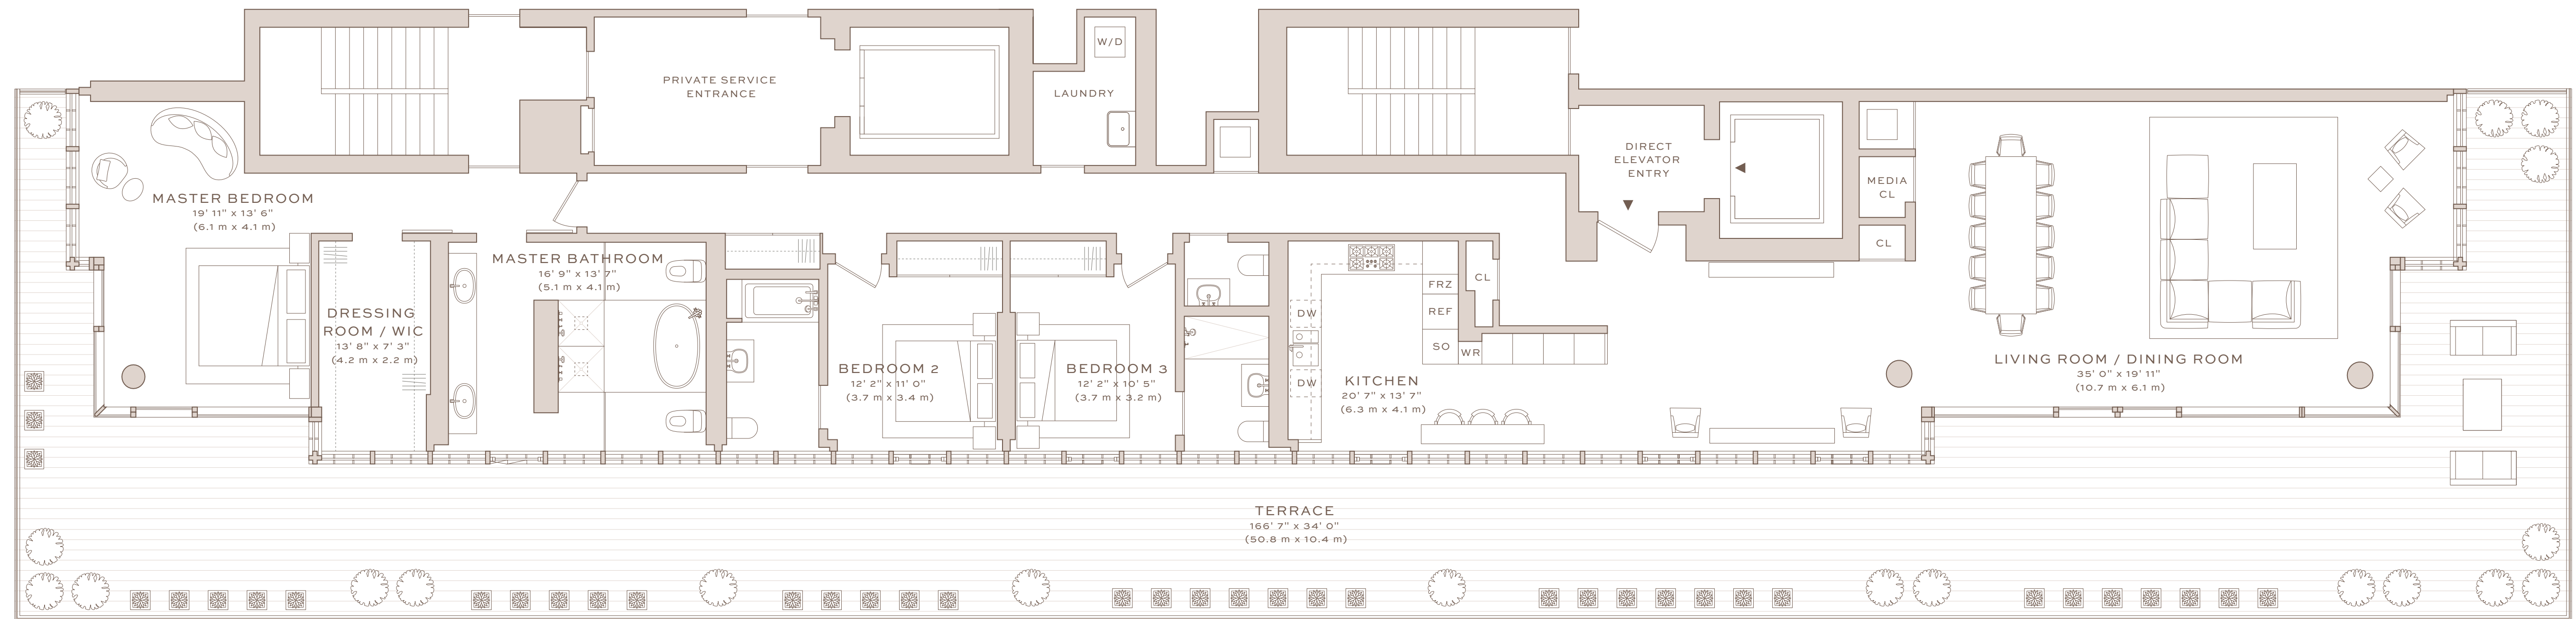 PRIVATE SERVICE
ENTRANCE
W/D
LAUNDRY
DIRECT
ELEVATOR
ENTRY
MEDIA
CL
CL
MASTER BEDROOM
19' 11" x 13' 6"
(6.1 m x 4.1 m)
MASTER BATHROOM
16' 9" x 13' 7"
(5.1 m x 4.1 m)
DRESSING
ROOM / WIC
13' 8" x 7' 3"
(4.2 m x 2.2 m)
BEDROOM 2
12' 2" x 11' 0"
(3.7 m x 3.4 m)
BEDROOM 3
12' 2" x 10' 5"
(3.7 m x 3.2 m)
DW
DW
FRZ
REF
SO
WR
CL
KITCHEN
20' 7" x 13' 7"
(6.3 m x 4.1 m)
LIVING ROOM / DINING ROOM
35' 0" x 19' 11"
(10.7 m x 6.1 m)
TERRACE
166' 7" x 34' 0"
(50.8 m x 10.4 m)